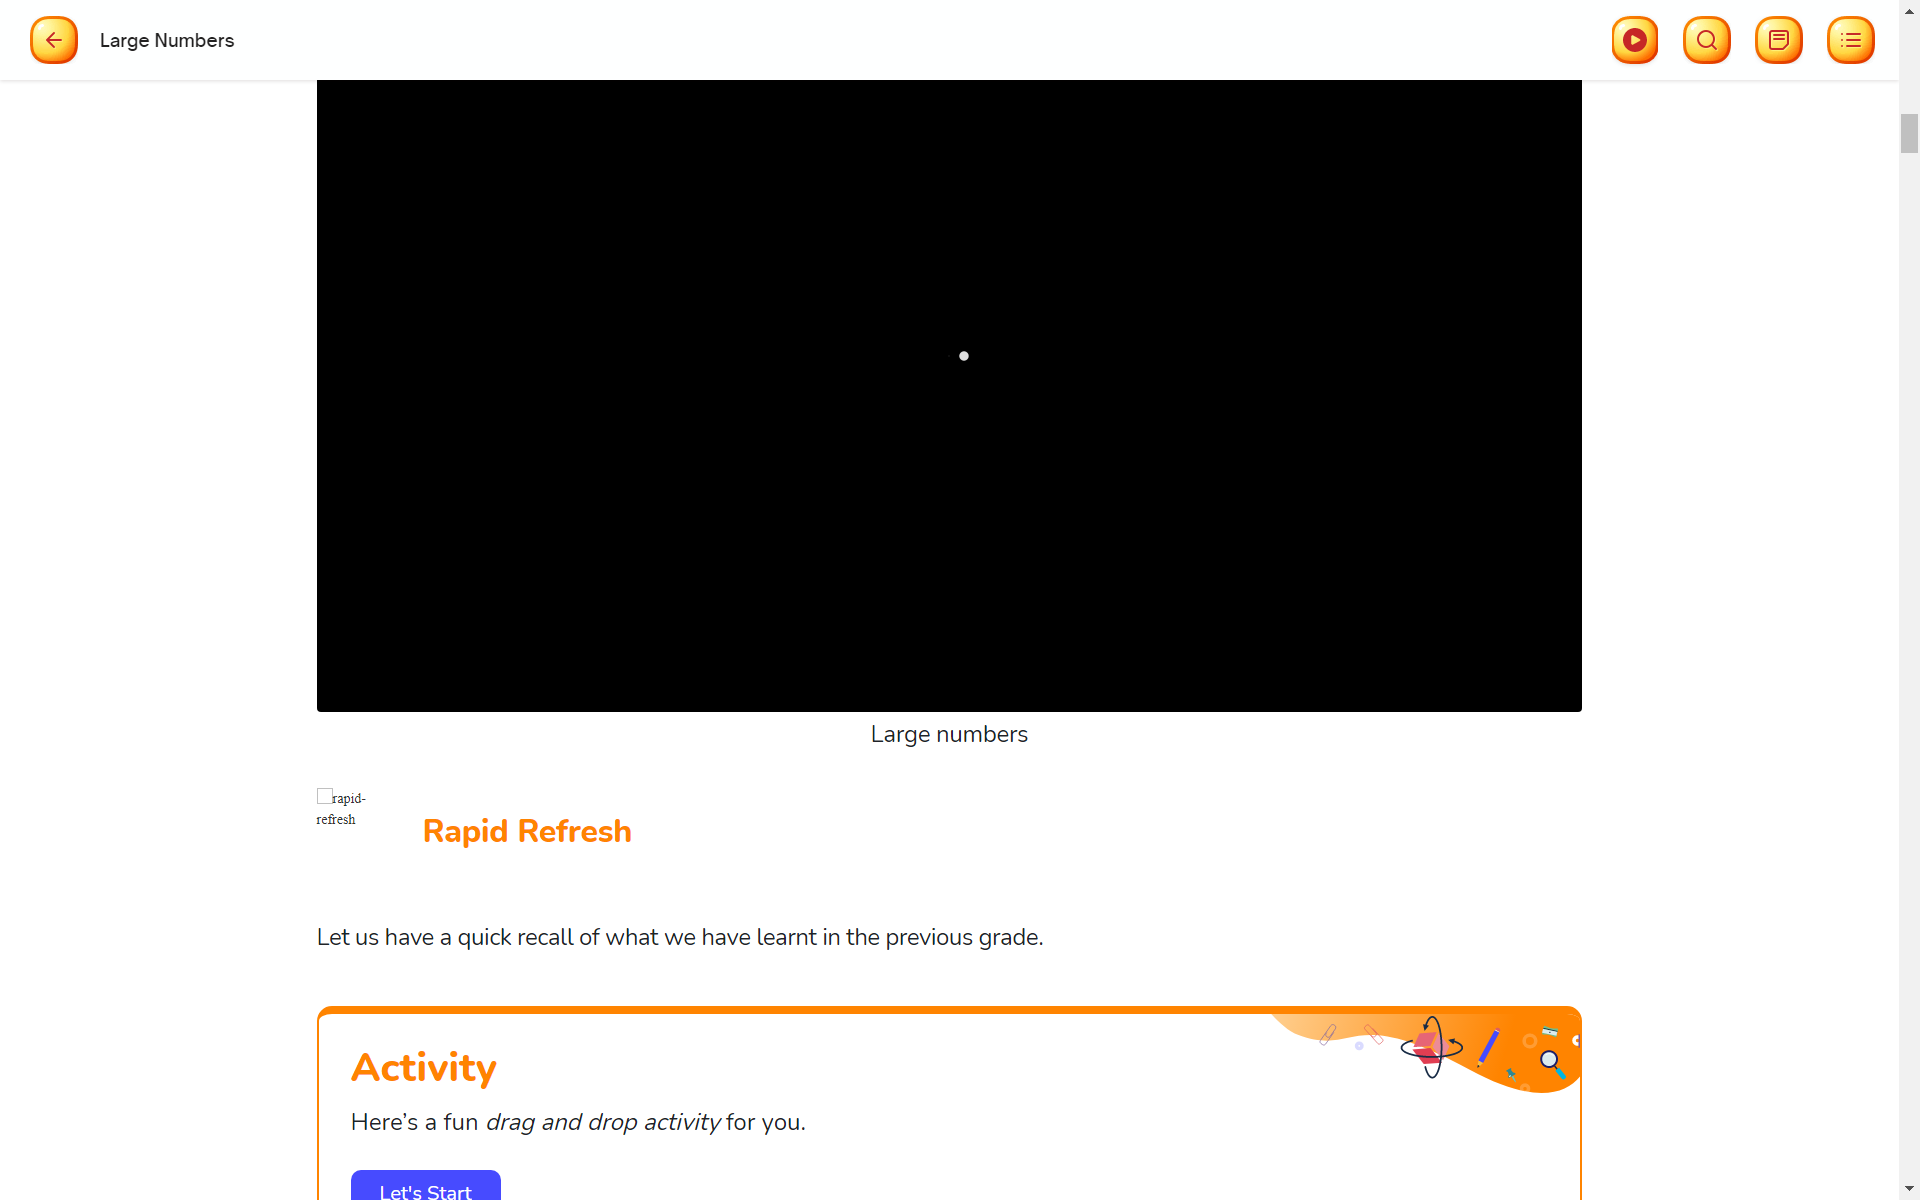 Large Numbers
Large numbers
rapid-
refresh
Rapid Refresh
Let us have a quick recall of what we have learnt in the previous grade.
Activity
Here’s a fun drag and drop activity for you.
Let's Start